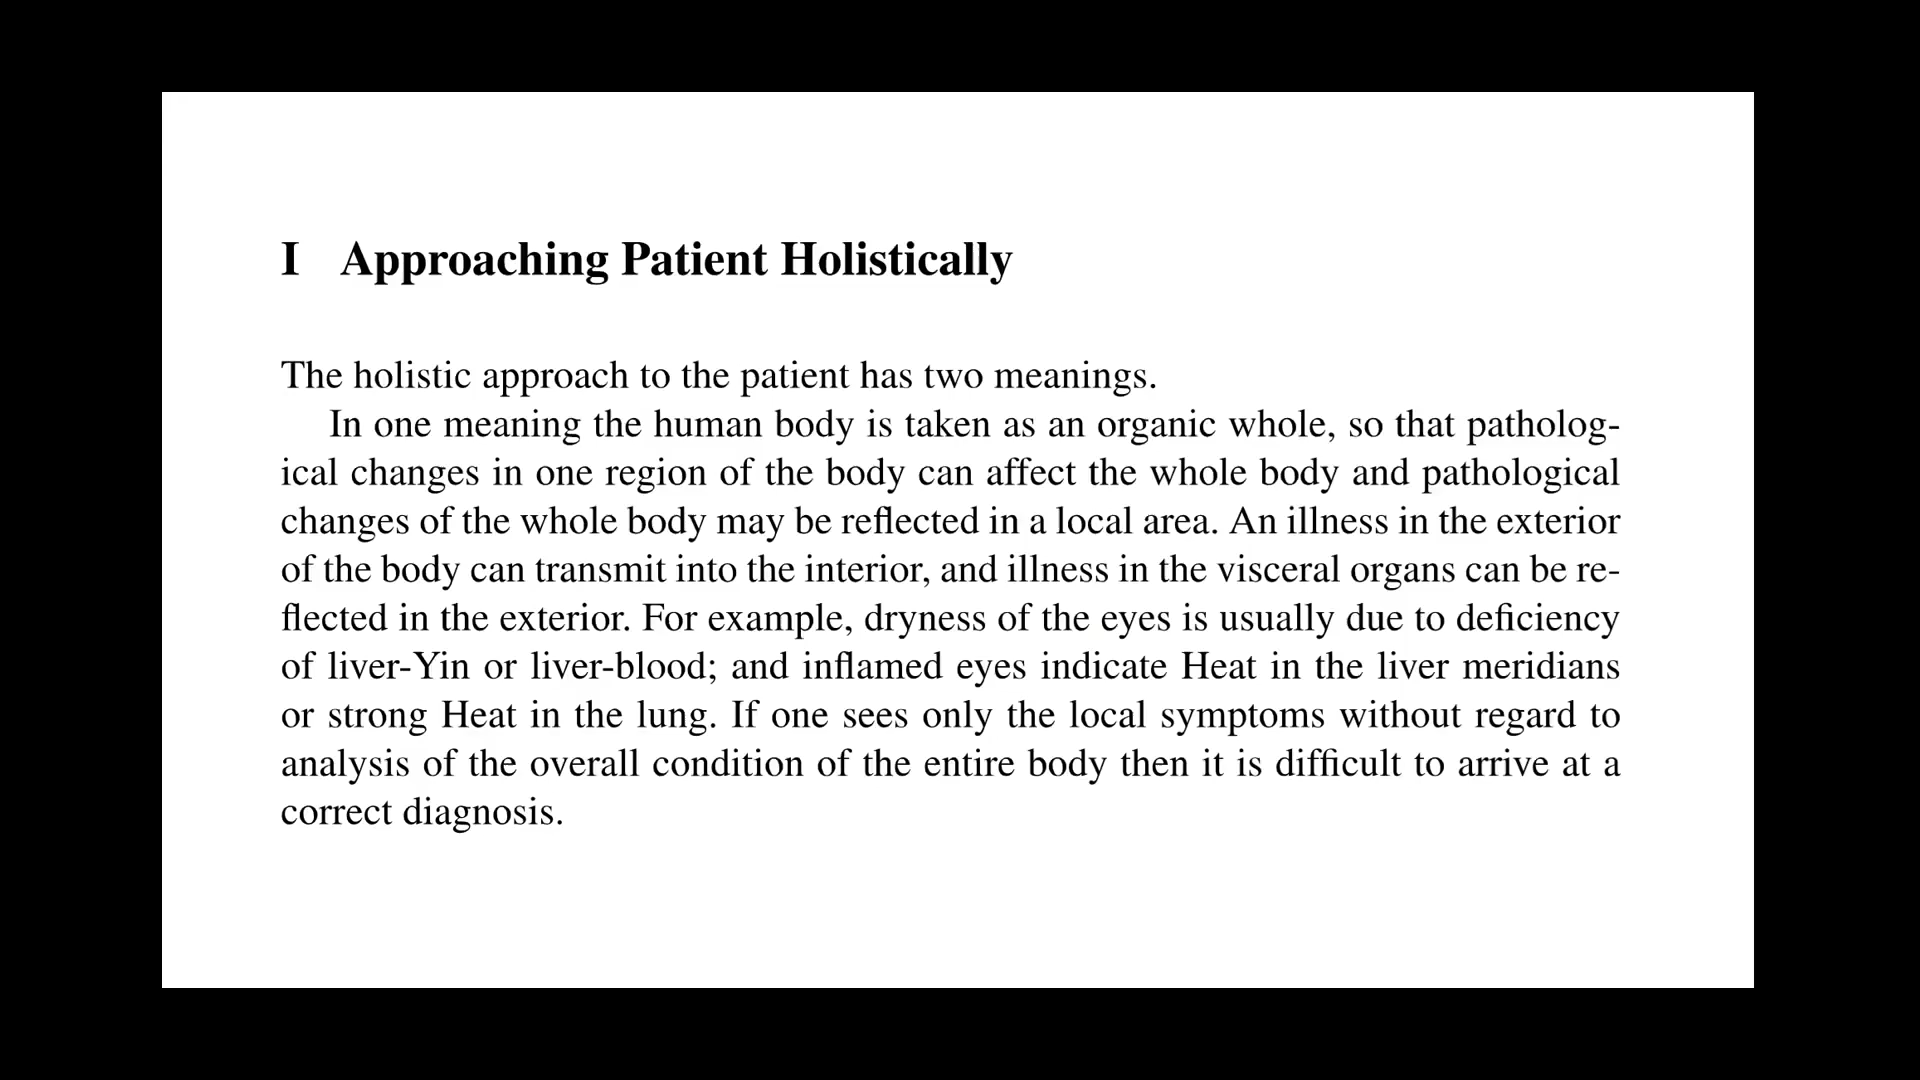 I Approaching Patient Holistically
The holistic approach to the patient has two meanings.
In one meaning the human body is taken as an organic whole, so that patholog-
ical changes in one region of the body can affect the whole body and pathological
changes of the whole body may be reflected in a local area. An illness in the exterior
of the body can transmit into the interior, and illness in the visceral organs can be re-
flected in the exterior. For example, dryness of the eyes is usually due to deficiency
of liver-Yin or liver-blood; and inflamed eyes indicate Heat in the liver meridians
or strong Heat in the lung. If one sees only the local symptoms without regard to
analysis of the overall condition of the entire body then it is difficult to arrive at a
correct diagnosis.